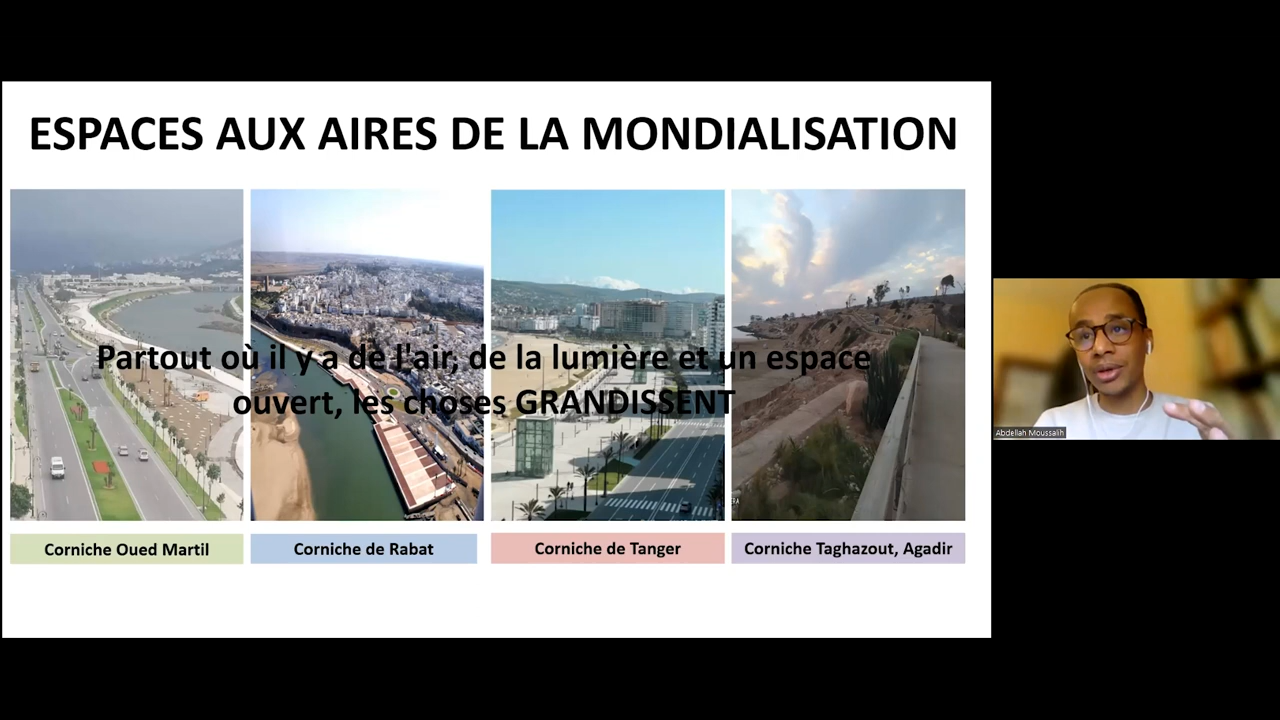 ESPACES AUX AIRES DE LA MONDIALISATION
Partout où il y a de l'air, de la lumière et un espace
ouvert, les choses GRANDISSENT
Corniche Oued Martil
Corniche de Rabat
Corniche de Tanger
Corniche Taghazout, Agadir
Abdellah Moussalih